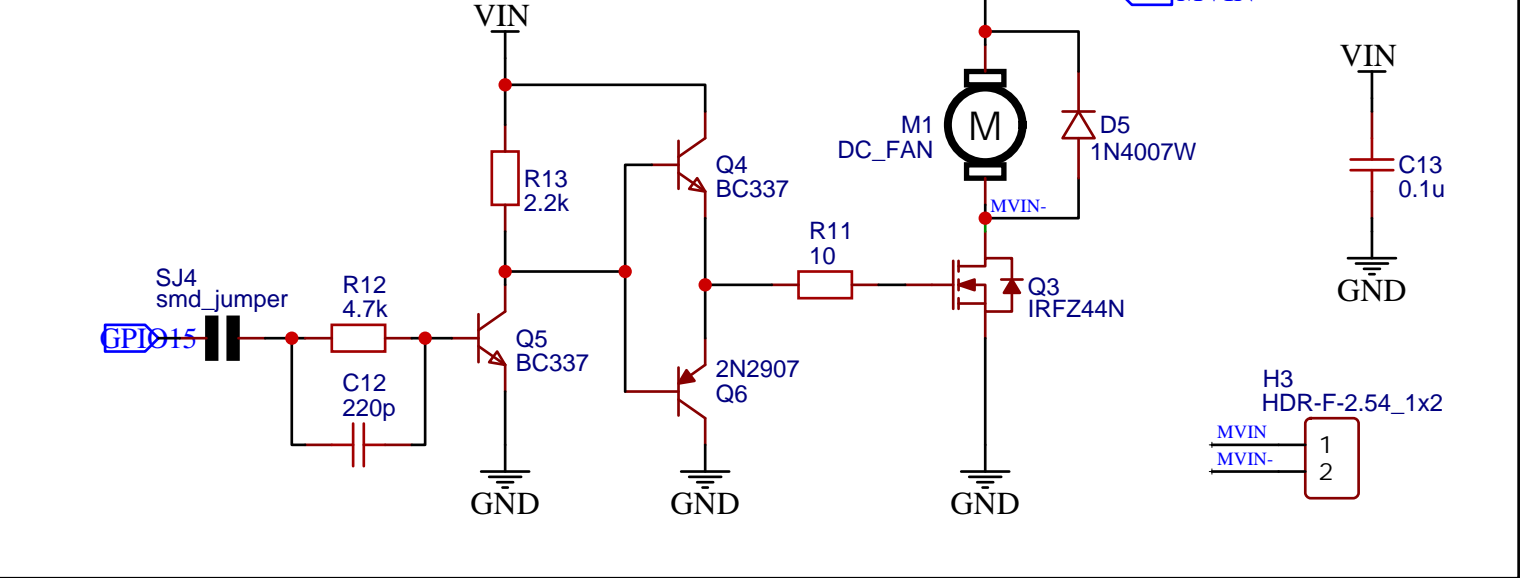 VIN
R13
2.2k
Q4
BC337
SJ4
smd_jumper
GPIO15
R12
4.7k
C12
220p
Q5
BC337
2N2907
Q6
GND
GND
R11
10
M1
DC_FAN
M
D5
1N4007W
MVIN-
Q3
IRFZ44N
GND
VIN
C13
0.1u
GND
H3
HDR-F-2.54_1x2
MVIN
1
MVIN-
2